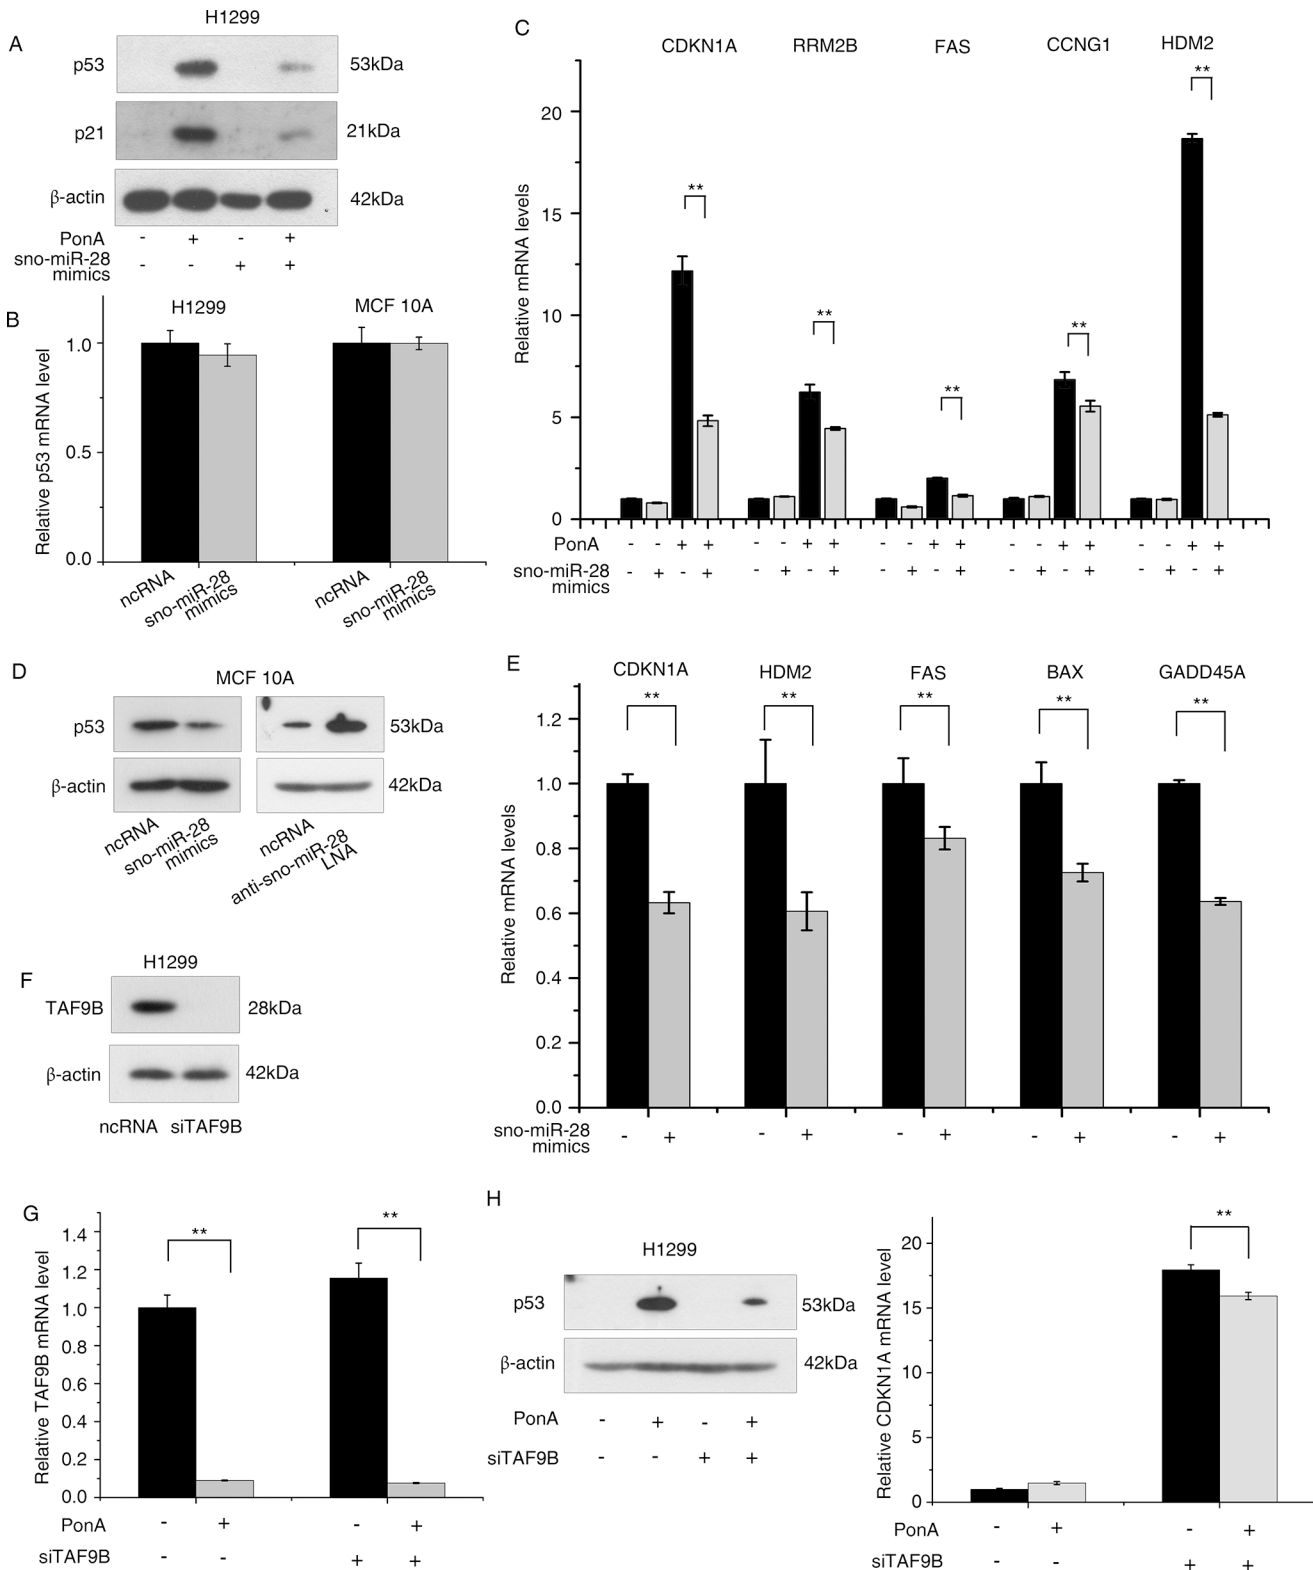 A
H1299
p53
53kDa
p21
21kDa
β-actin
42kDa
PonA - + - +
sno-miR-28
mimics
- - + +
B
H1299
MCF 10A
Relative p53 mRNA level
1.0
0.5
0.0
ncRNA
sno-miR-28
mimics
ncRNA
sno-miR-28
mimics
C
CDKN1A RRM2B FAS CCNG1 HDM2
Relative mRNA levels
20
15
10
5
0
** ** ** ** **
PonA - - + + - - + + - - + + - - + + - - + +
sno-miR-28
mimics
- + - + - + - + - + - + - + - + - + - +
D
MCF 10A
p53
53kDa
β-actin
42kDa
ncRNA
sno-miR-28
mimics
ncRNA
anti-sno-miR-28
LNA
E
CDKN1A HDM2 FAS BAX GADD45A
** ** ** ** **
Relative mRNA levels
1.2
1.0
0.8
0.6
0.4
0.2
0.0
sno-miR-28
mimics
- + - + - + - + - +
F
H1299
TAF9B
28kDa
β-actin
42kDa
ncRNA siTAF9B
G
Relative TAF9B mRNA level
1.4
1.2
1.0
0.8
0.6
0.4
0.2
0.0
** **
PonA - + - +
siTAF9B - - + +
H
H1299
p53
53kDa
β-actin
42kDa
PonA - + - +
siTAF9B - - + +
Relative CDKN1A mRNA level
20
15
10
5
0
**
PonA - + - +
siTAF9B - - + +